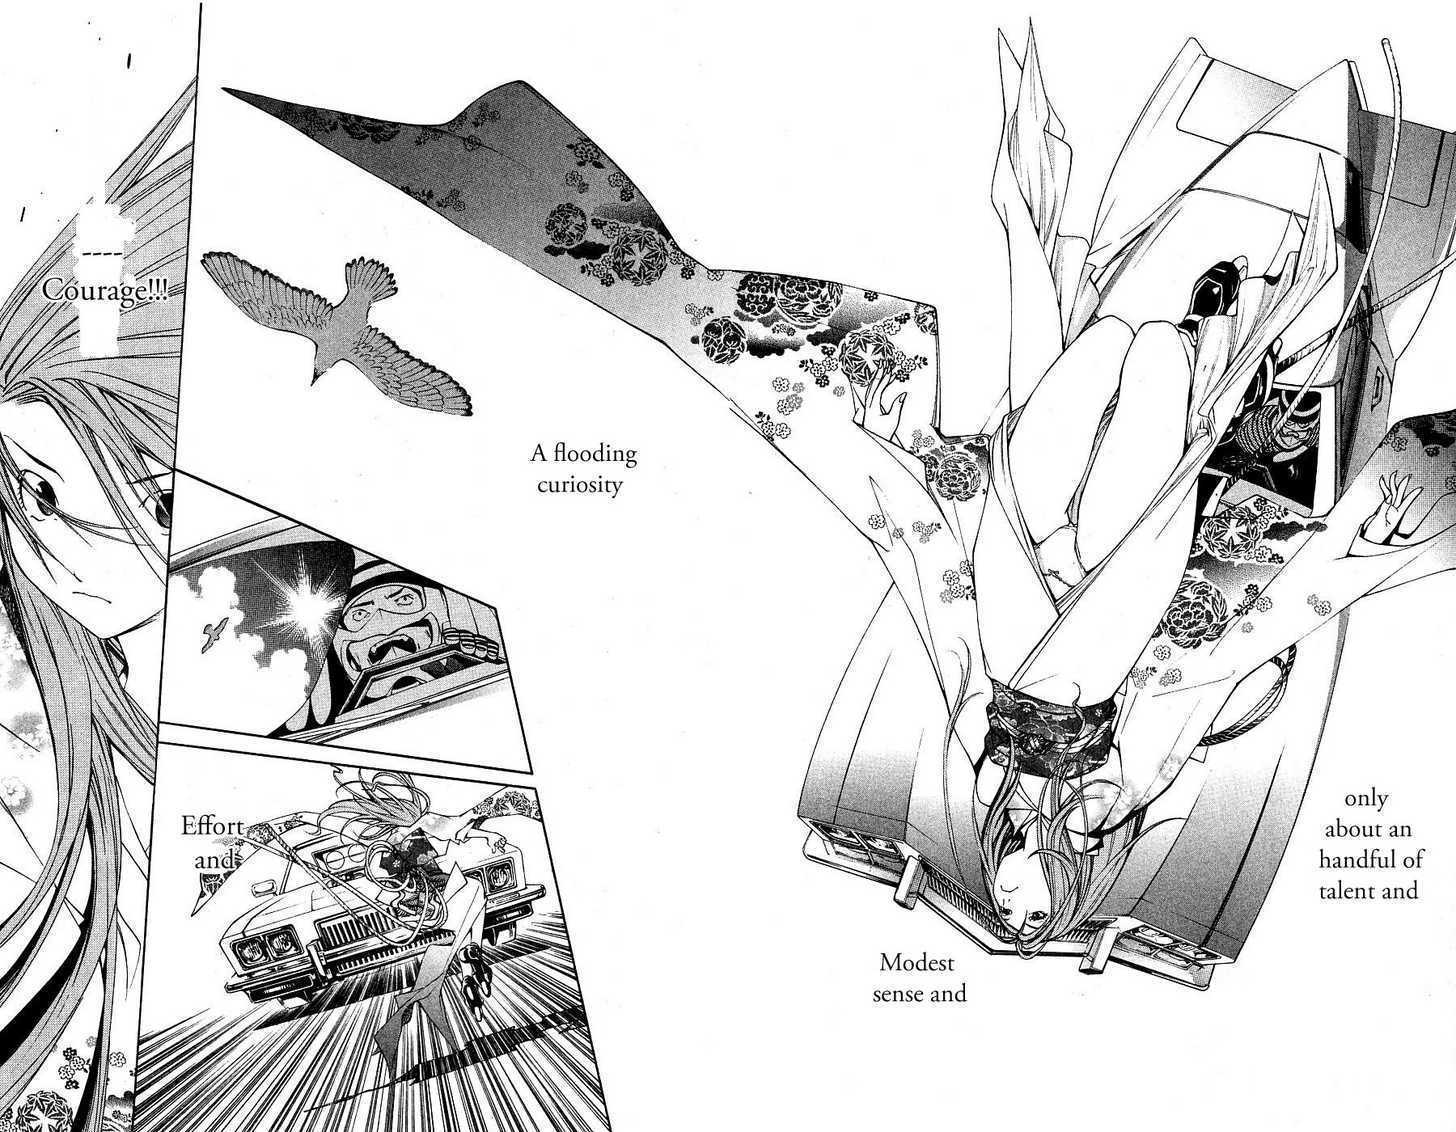 only
about an
handful of
talent and
Modest
sense and
A flooding
curiosity
Effort
and
Courage!!!